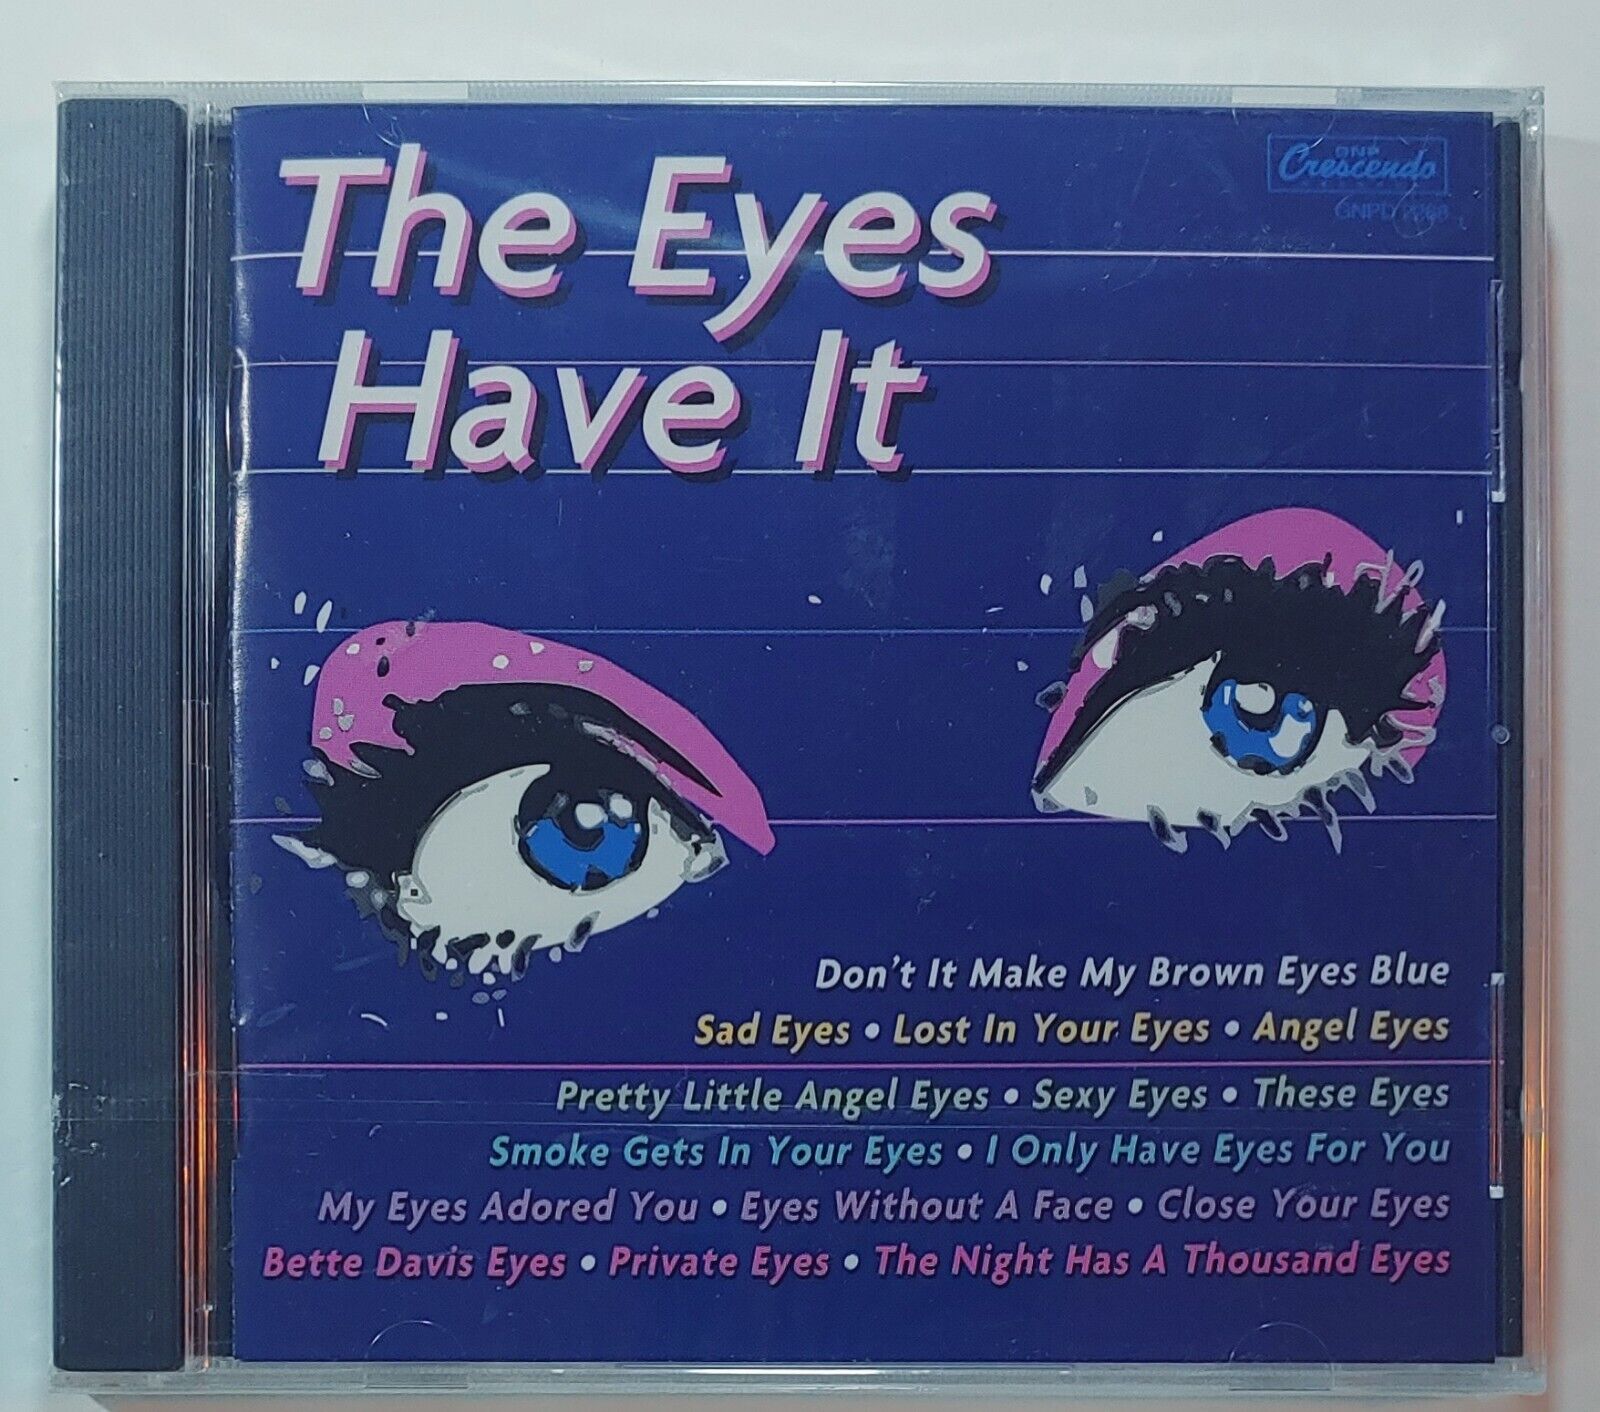 The Eyes
Have It
GNP
Crescendo
Don't It Make My Brown Eyes Blue
Sad Eyes • Lost In Your Eyes • Angel Eyes
Pretty Little Angel Eyes • Sexy Eyes • These Eyes
Smoke Gets In Your Eyes • I Only Have Eyes For You
My Eyes Adored You • Eyes Without A Face • Close Your Eyes
Bette Davis Eyes • Private Eyes • The Night Has A Thousand Eyes